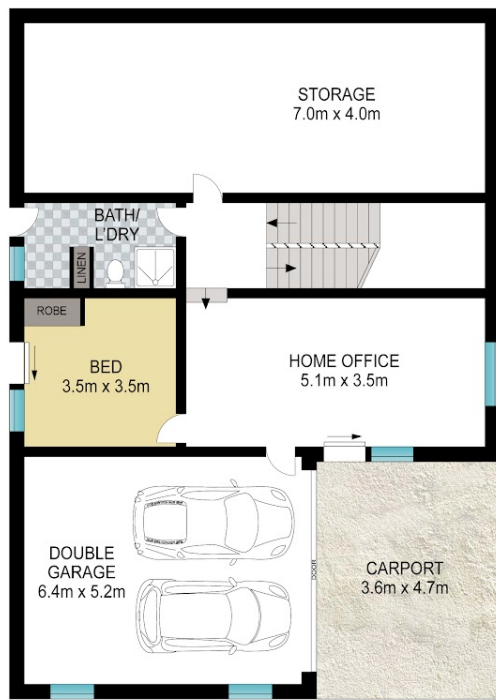 STORAGE
7.0m x 4.0m
BATH/
L'DRY
LINEN
ROBE
BED
3.5m x 3.5m
HOME OFFICE
5.1m x 3.5m
DOUBLE
GARAGE
6.4m x 5.2m
DOOR
CARPORT
3.6m x 4.7m